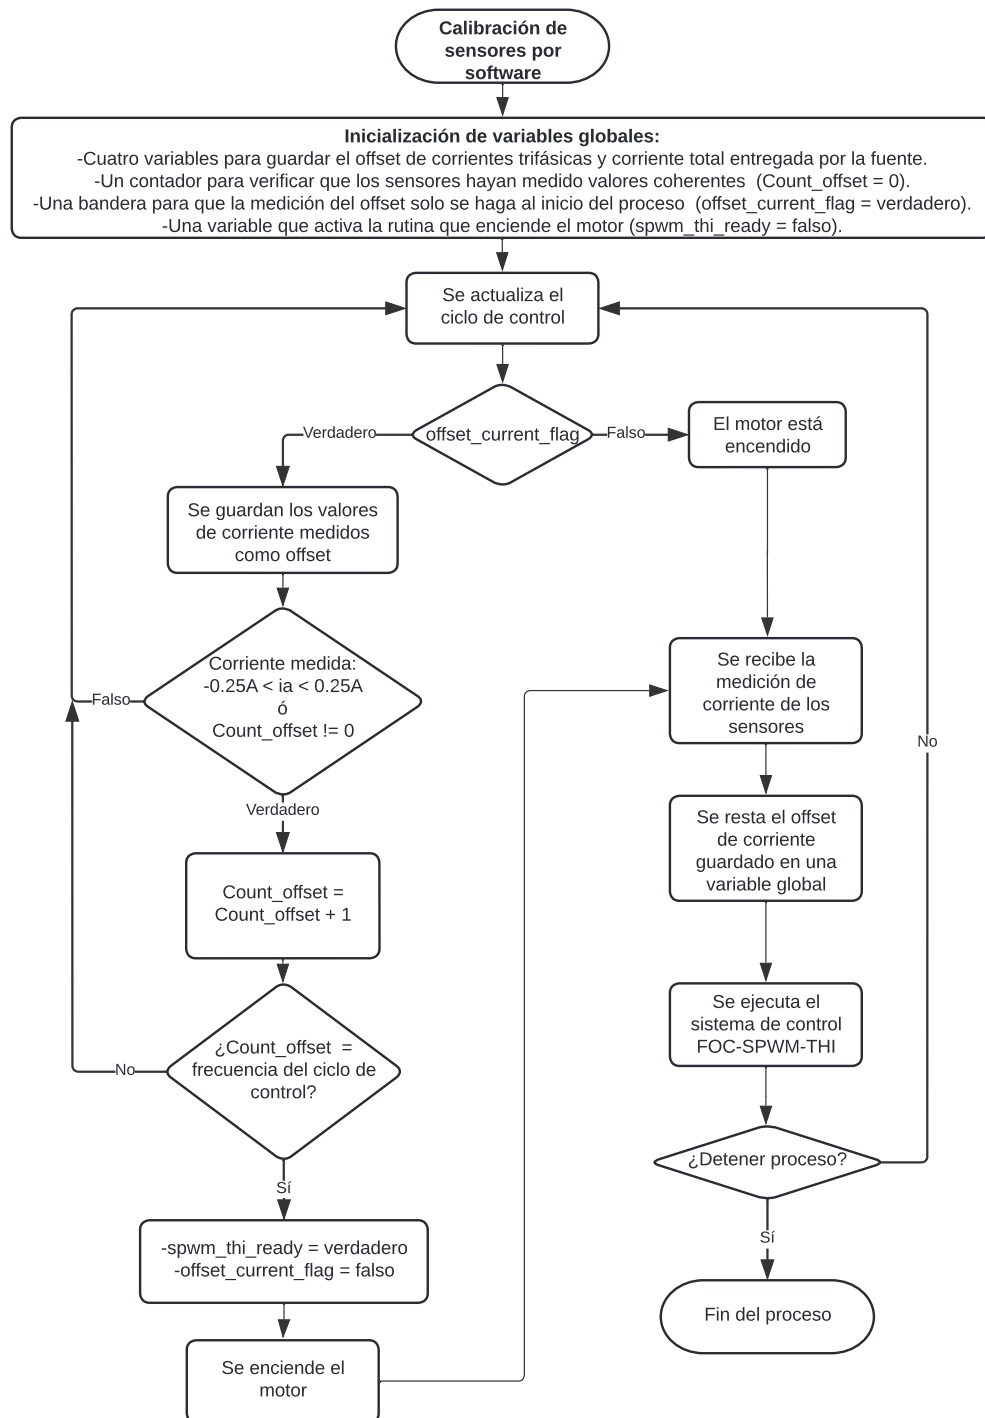 Calibración de
sensores por
software
Inicialización de variables globales:
-Cuatro variables para guardar el offset de corrientes trifásicas y corriente total entregada por la fuente.
-Un contador para verificar que los sensores hayan medido valores coherentes  (Count_offset = 0).
-Una bandera para que la medición del offset solo se haga al inicio del proceso  (offset_current_flag = verdadero).
-Una variable que activa la rutina que enciende el motor (spwm_thi_ready = falso).
Se actualiza el
ciclo de control
offset_current_flag
Verdadero
Falso
El motor está
encendido
Se guardan los valores
de corriente medidos
como offset
Corriente medida:
-0.25A < ia < 0.25A
ó
Count_offset != 0
Falso
Verdadero
Count_offset =
Count_offset + 1
¿Count_offset  =
frecuencia del ciclo de
control?
No
Sí
-spwm_thi_ready = verdadero
-offset_current_flag = falso
Se enciende el
motor
Se recibe la
medición de
corriente de los
sensores
Se resta el offset
de corriente
guardado en una
variable global
Se ejecuta el
sistema de control
FOC-SPWM-THI
¿Detener proceso?
No
Sí
Fin del proceso